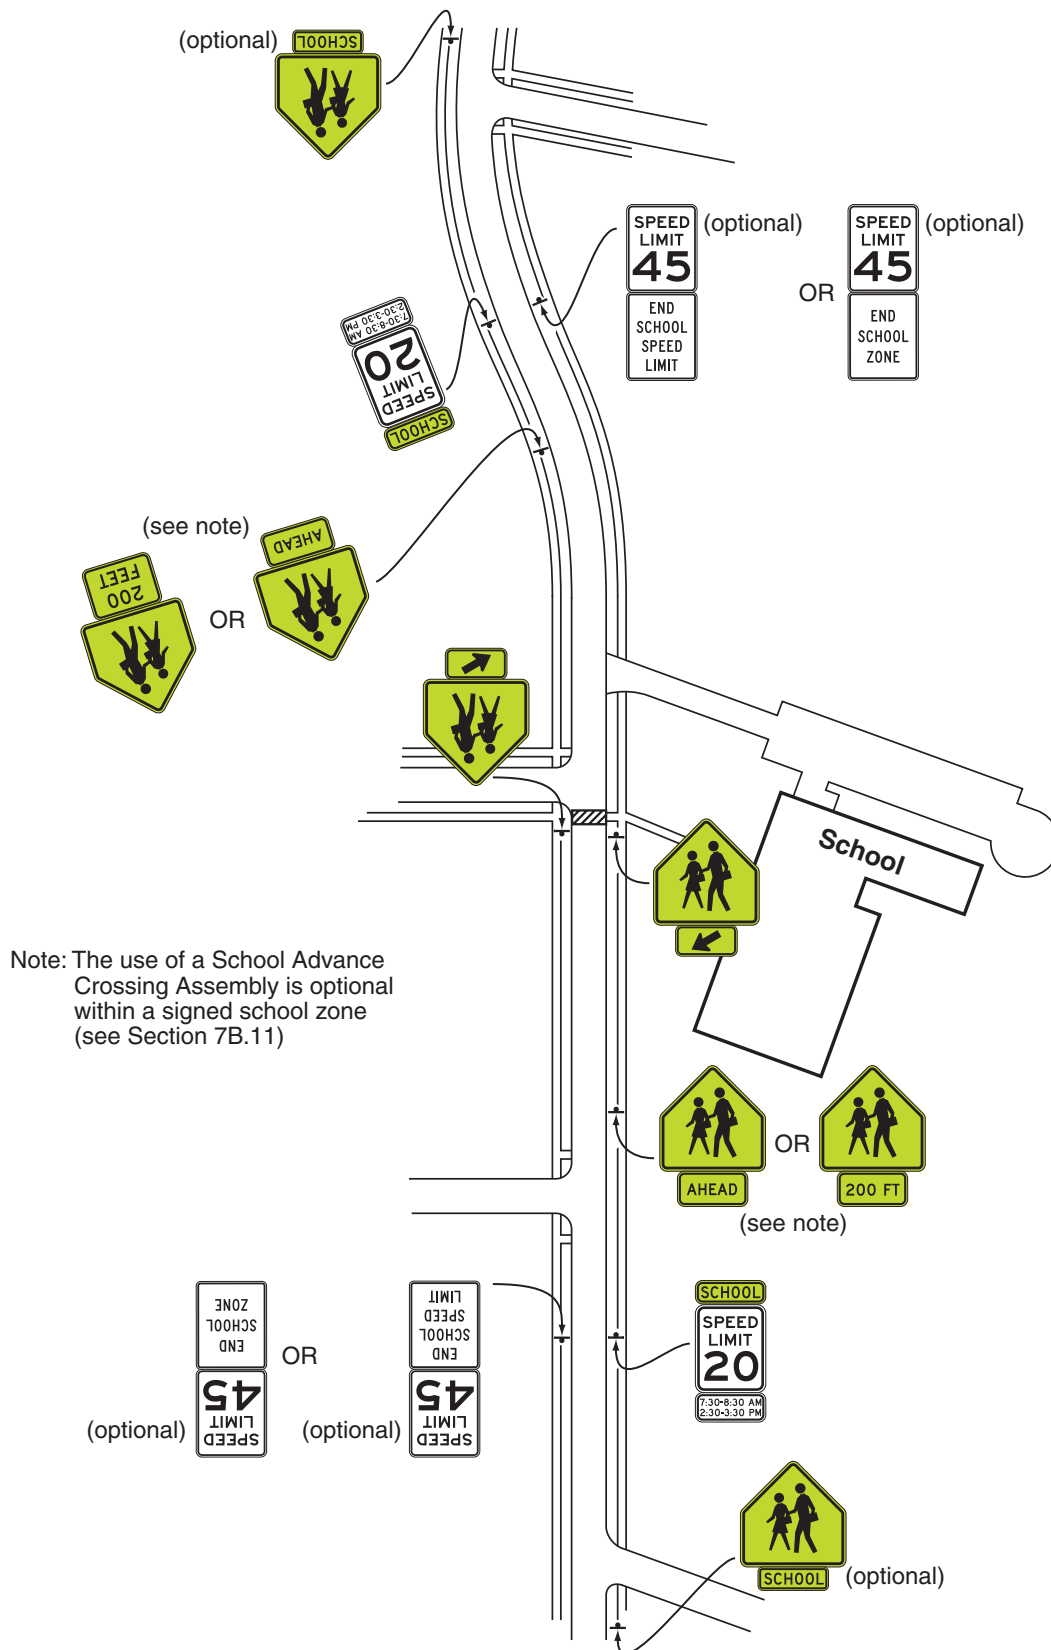 (optional)
SCHOOL
SPEED
LIMIT
45
(optional)
END
SCHOOL
SPEED
LIMIT
OR
SPEED
LIMIT
45
(optional)
END
SCHOOL
ZONE
SCHOOL
SPEED
LIMIT
20
7:30-8:30 AM
2:30-3:30 PM
(see note)
200
FEET
OR
AHEAD
School
Note: The use of a School Advance
Crossing Assembly is optional
within a signed school zone
(see Section 7B.11)
AHEAD
OR
200 FT
(see note)
SPEED
LIMIT
45
END
SCHOOL
ZONE
(optional)
OR
SPEED
LIMIT
45
END
SCHOOL
SPEED
LIMIT
(optional)
SCHOOL
SPEED
LIMIT
20
7:30-8:30 AM
2:30-3:30 PM
SCHOOL
(optional)